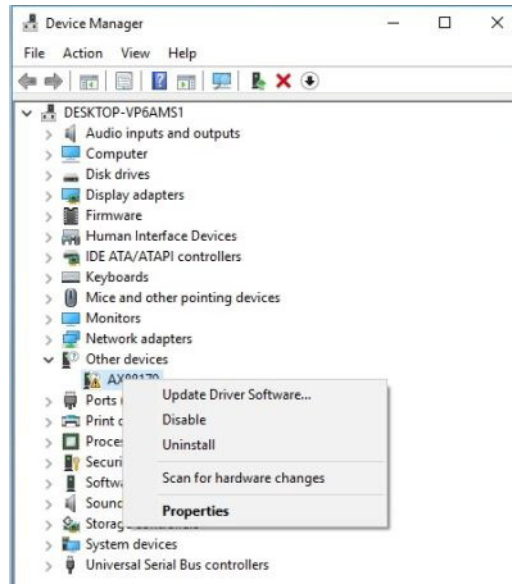 Device Manager
File Action View Help
DESKTOP-VP6AMS1
Audio inputs and outputs
Computer
Disk drives
Display adapters
Firmware
Human Interface Devices
IDE ATA/ATAPI controllers
Keyboards
Mice and other pointing devices
Monitors
Network adapters
Other devices
Update Driver Software...
Ports
Disable
Print
Uninstall
Scan for hardware changes
Properties
System devices
Universal Serial Bus controllers